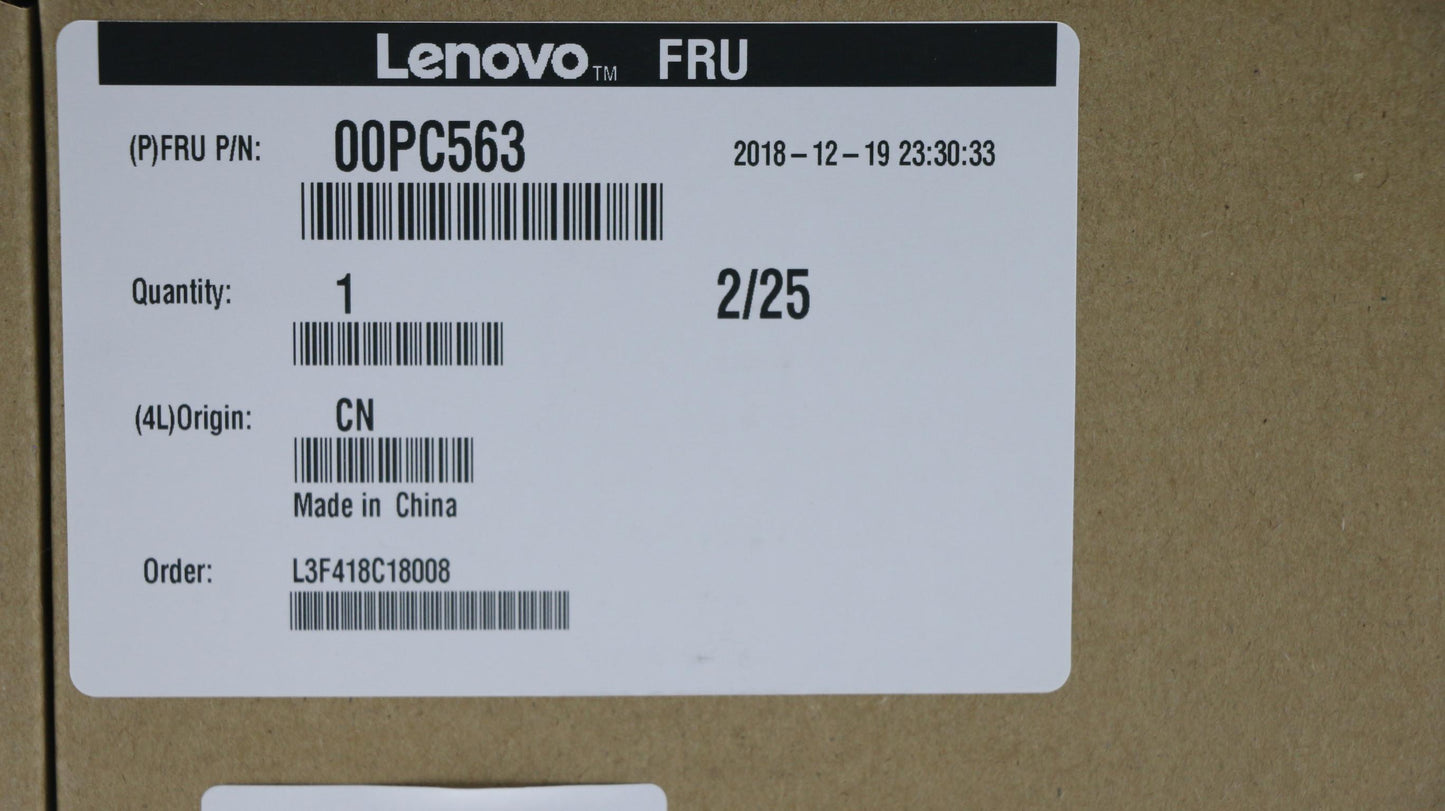 Lenovo™ FRU
(P)FRU P/N: 00PC563 2018-12-19 23:30:33
Quantity: 1 2/25
(4L)Origin: CN
Made in China
Order: L3F418C18008